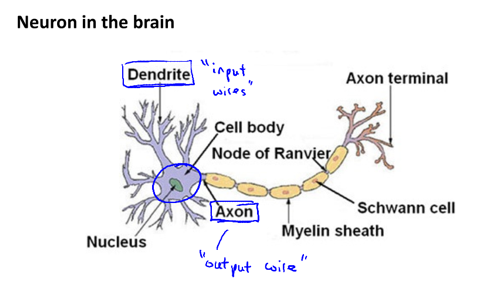 Neuron in the brain
Dendrite
"input
wires"
Axon terminal
Cell body
Node of Ranvier
Axon
Schwann cell
Myelin sheath
Nucleus
"output wire"